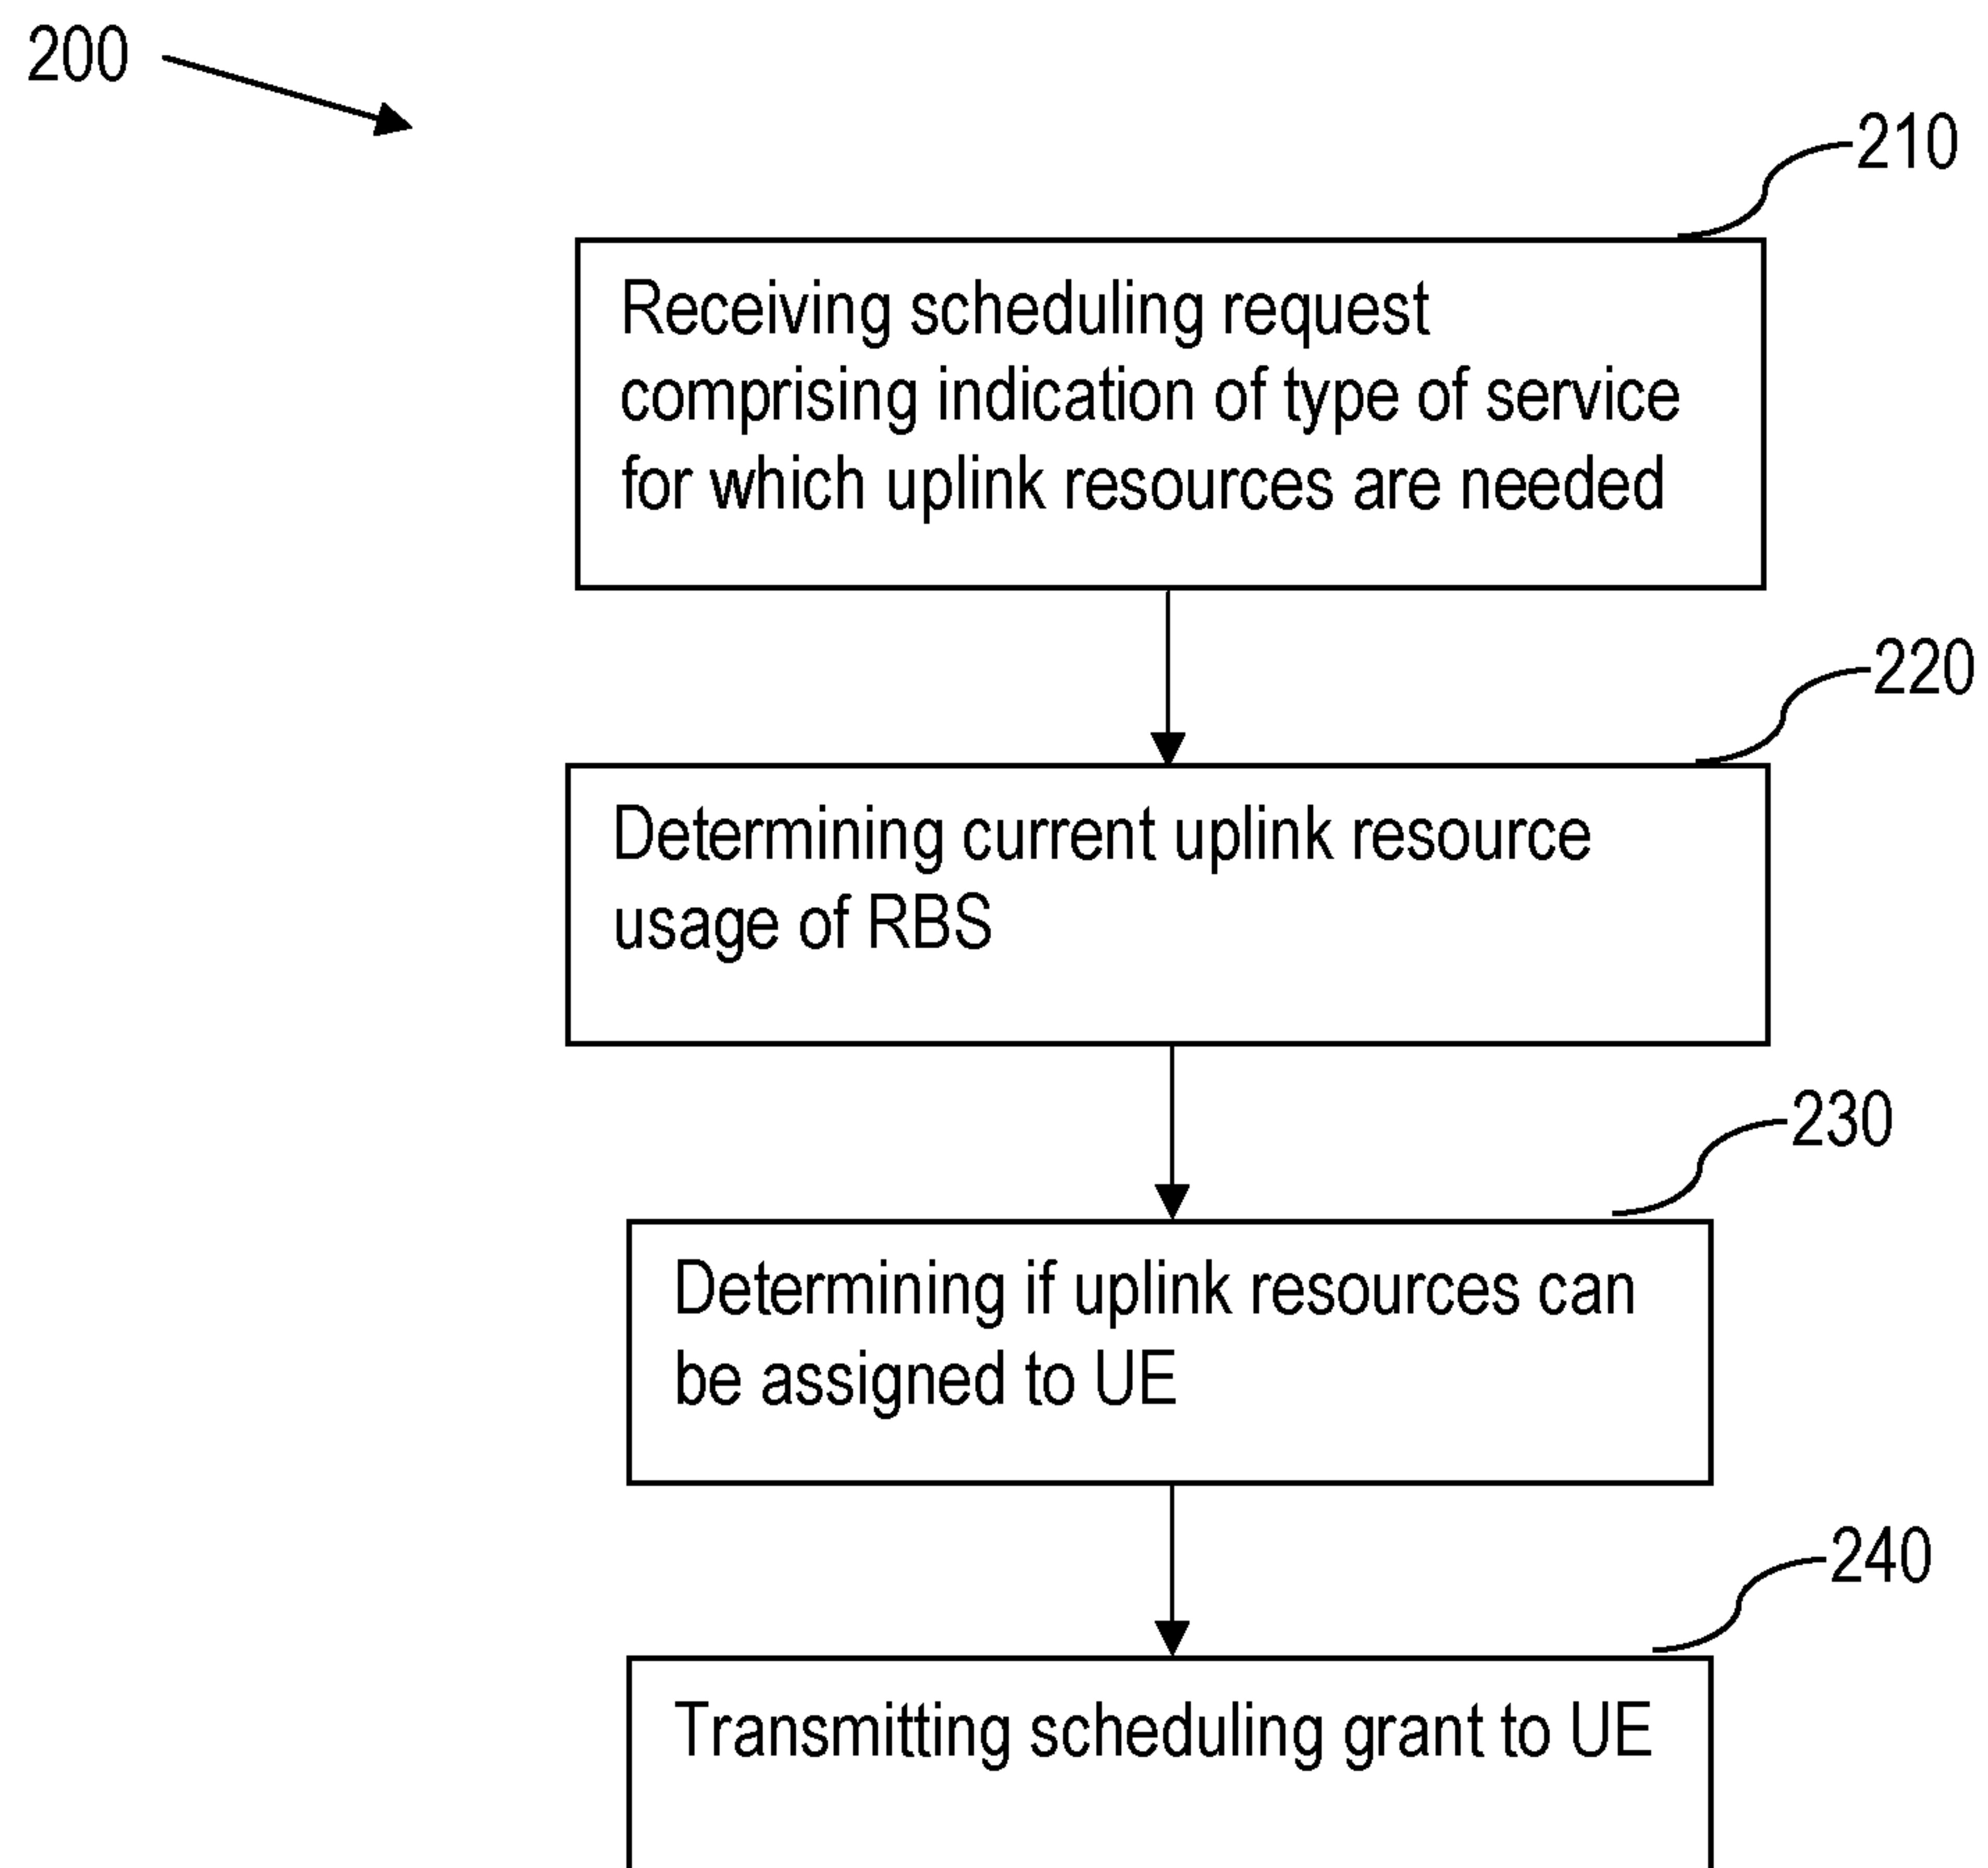 200
210
Receiving scheduling request
comprising indication of type of service
for which uplink resources are needed
220
Determining current uplink resource
usage of RBS
230
Determining if uplink resources can
be assigned to UE
240
Transmitting scheduling grant to UE